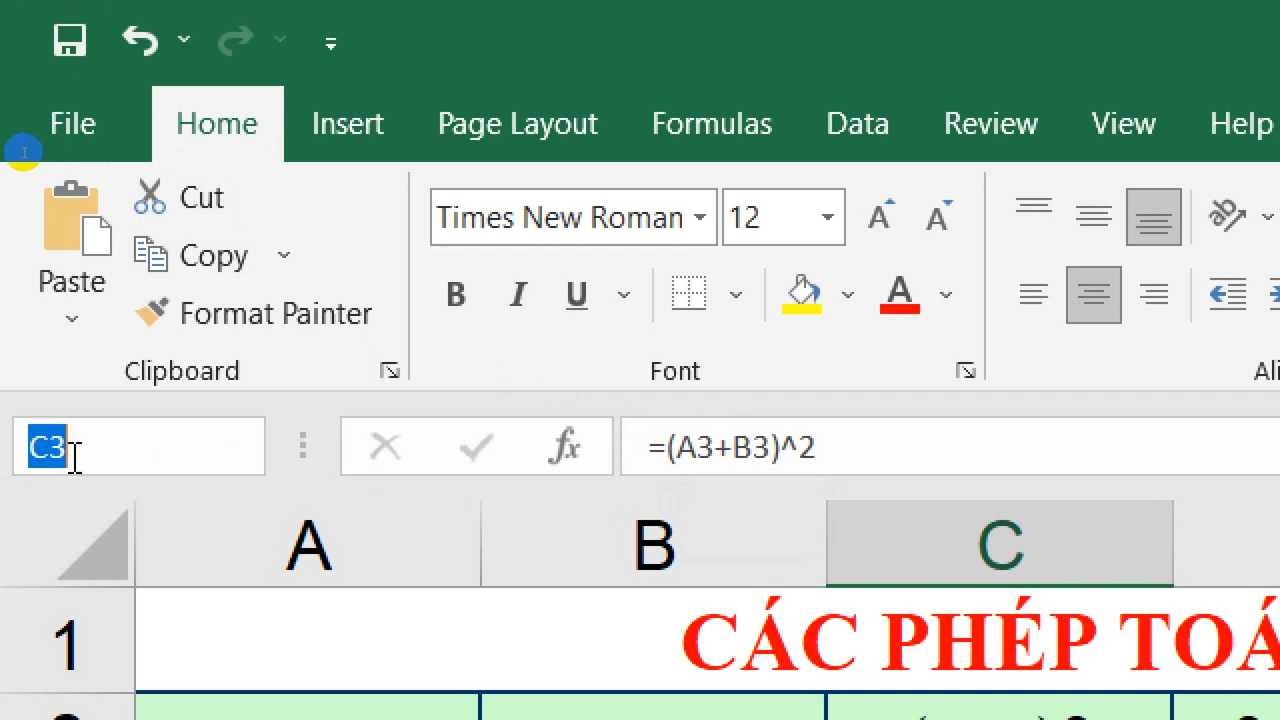 File Home Insert Page Layout Formulas Data Review View Help
Cut
Times New Roman 12
Copy
Paste
B I U A
Format Painter
Clipboard Font
C3 fx =(A3+B3)^2
A B C
1 CÁC PHÉP